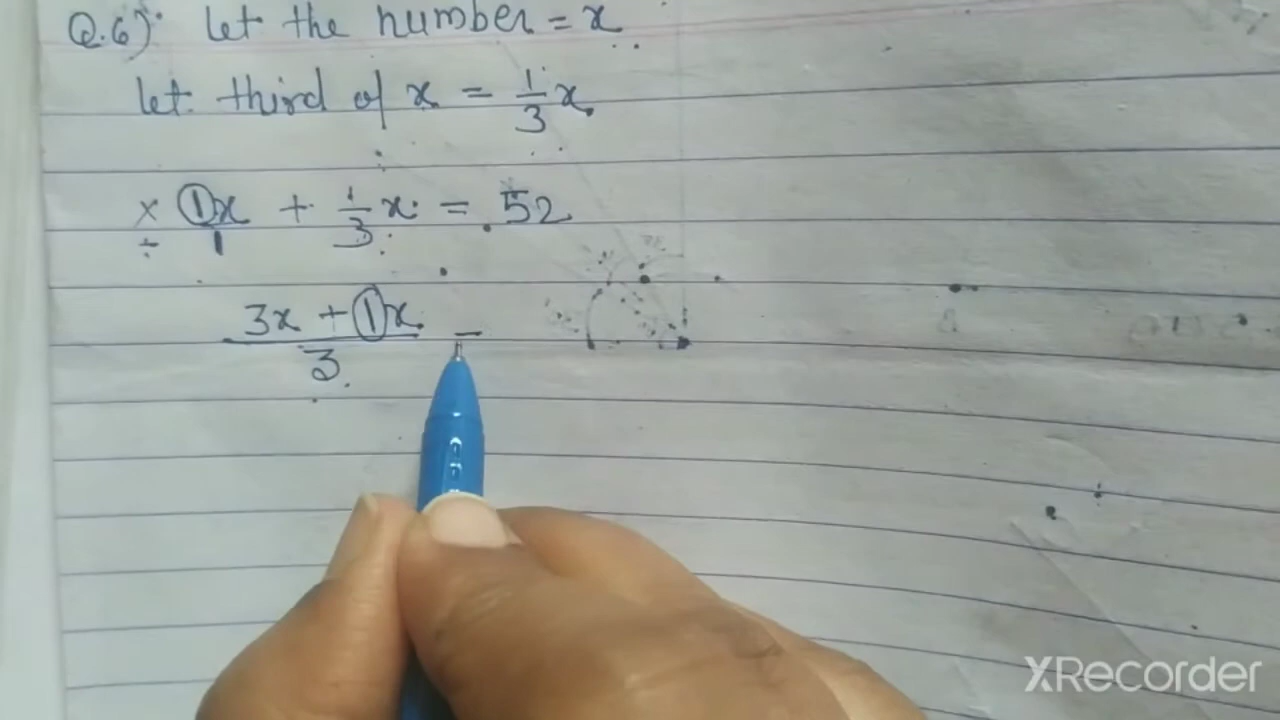 Q.6) let the number = x
let third of x = 1/3 x
× 1x + 1/3 x = 52
÷ 1
3x + 1x =
3
XRecorder